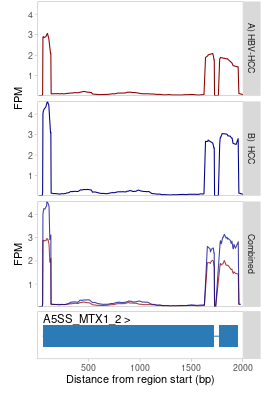 4
3
2
1
FPM
A) HBV-HCC
4
3
2
1
FPM
B) HCC
4
3
2
1
FPM
Combined
A5SS_MTX1_2 >
500
1000
1500
2000
Distance from region start (bp)